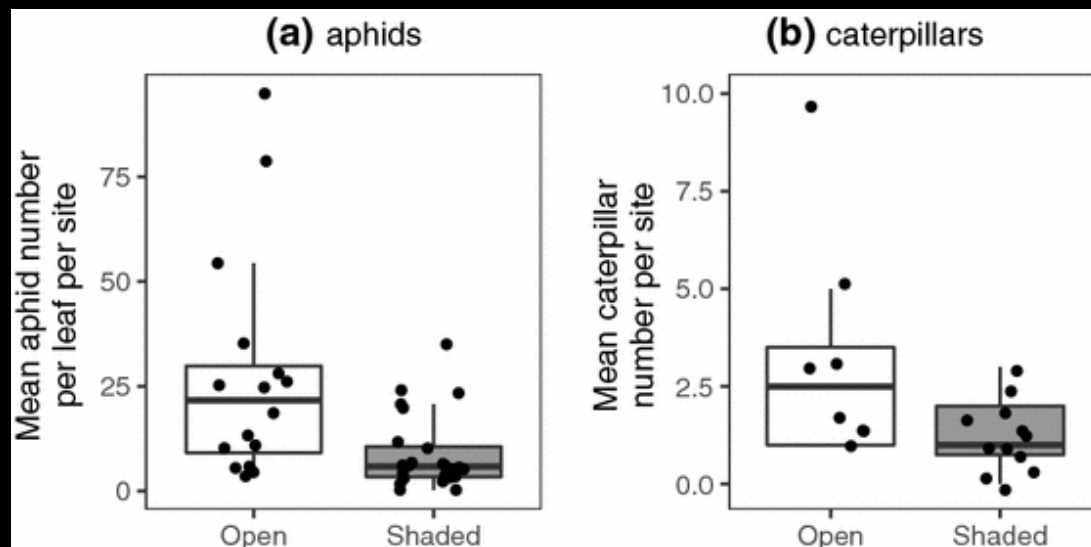 (a) aphids
Mean aphid number
per leaf per site
75
50
25
0
Open Shaded
(b) caterpillars
Mean caterpillar
number per site
10.0
7.5
5.0
2.5
0.0
Open Shaded